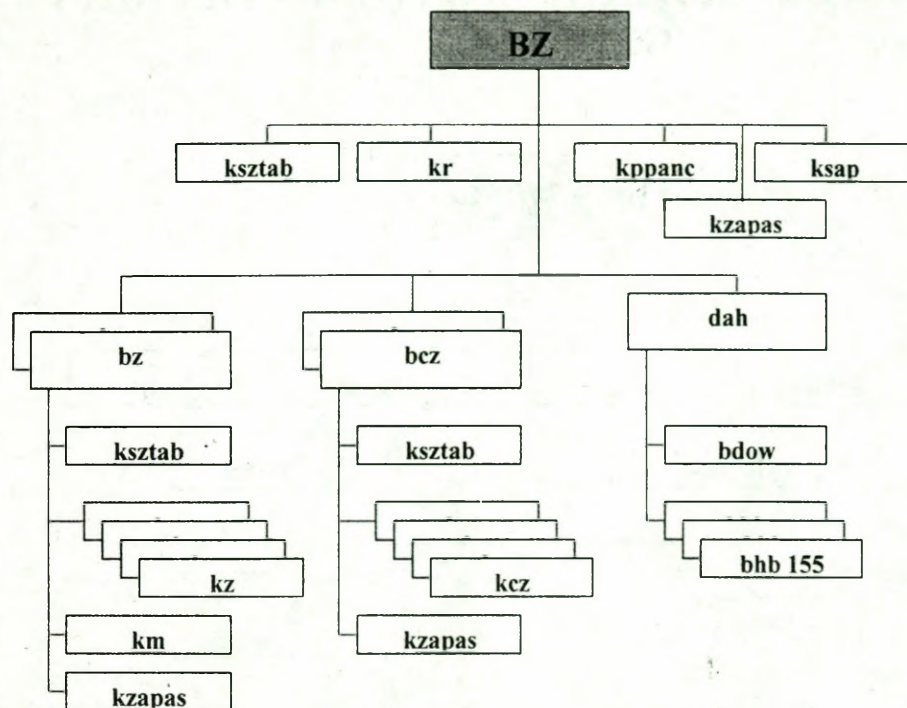 BZ
ksztab
kr
kppanc
ksap
kzapas
bz
bcz
dah
ksztab
ksztab
bdow
kz
kcz
bhb 155
km
kzapas
kzapas